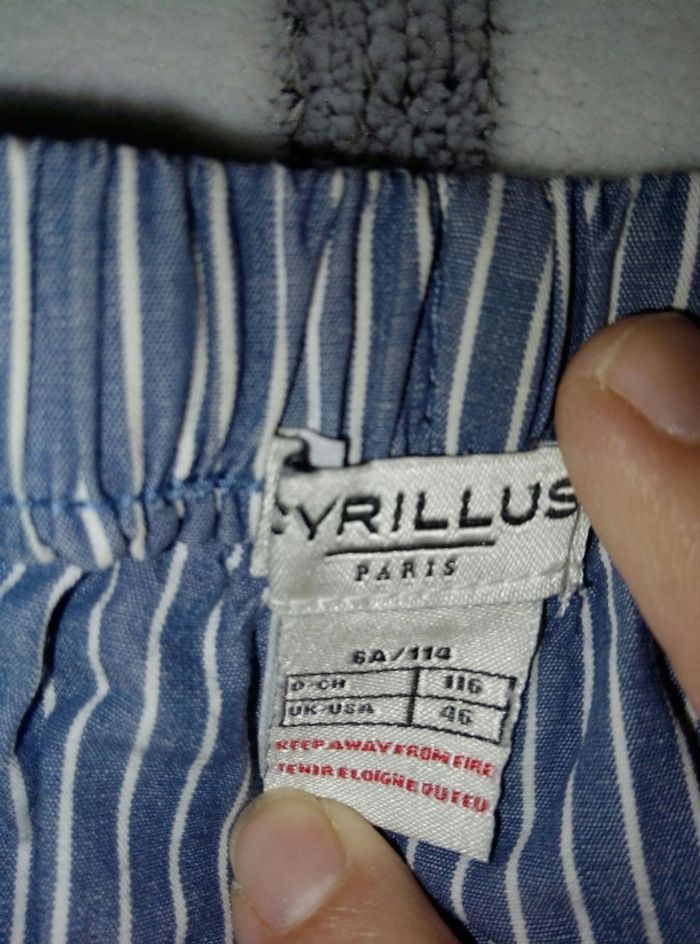 CYRILLUS
PARIS
6A/114
D-CH 116
UK-USA 46
KEEP AWAY FROM FIRE
TENIR ELOIGNE DU FEU